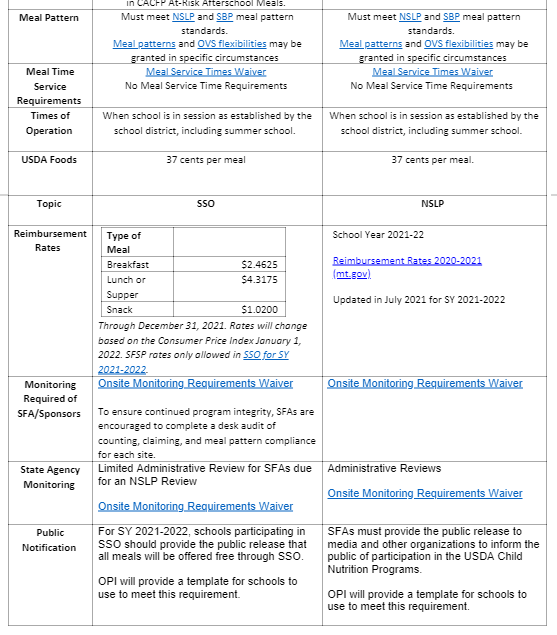 in CACFP At-Risk Afterschool Meals.
Meal Pattern
Must meet NSLP and SBP meal pattern
standards.
Meal patterns and OVS flexibilities may be
granted in specific circumstances
Must meet NSLP and SBP meal pattern
standards.
Meal patterns and OVS flexibilities may be
granted in specific circumstances
Meal Time
Service
Requirements
Meal Service Times Waiver
No Meal Service Time Requirements
Meal Service Times Waiver
No Meal Service Time Requirements
Times of
Operation
When school is in session as established by the
school district, including summer school.
When school is in session as established by the
school district, including summer school.
USDA Foods
37 cents per meal
37 cents per meal.
Topic
SSO
NSLP
Reimbursement
Rates
Type of
Meal
Breakfast $2.4625
Lunch or $4.3175
Supper
Snack $1.0200
Through December 31, 2021. Rates will change
based on the Consumer Price Index January 1,
2022. SFSP rates only allowed in SSO for SY
2021-2022.
School Year 2021-22
Reimbursement Rates 2020-2021
(mt.gov)
Updated in July 2021 for SY 2021-2022
Monitoring
Required of
SFA/Sponsors
Onsite Monitoring Requirements Waiver
To ensure continued program integrity, SFAs are
encouraged to complete a desk audit of
counting, claiming, and meal pattern compliance
for each site.
Onsite Monitoring Requirements Waiver
State Agency
Monitoring
Limited Administrative Review for SFAs due
for an NSLP Review
Onsite Monitoring Requirements Waiver
Administrative Reviews
Onsite Monitoring Requirements Waiver
Public
Notification
For SY 2021-2022, schools participating in
SSO should provide the public release that
all meals will be offered free through SSO.
OPI will provide a template for schools to
use to meet this requirement.
SFAs must provide the public release to
media and other organizations to inform the
public of participation in the USDA Child
Nutrition Programs.
OPI will provide a template for schools to
use to meet this requirement.